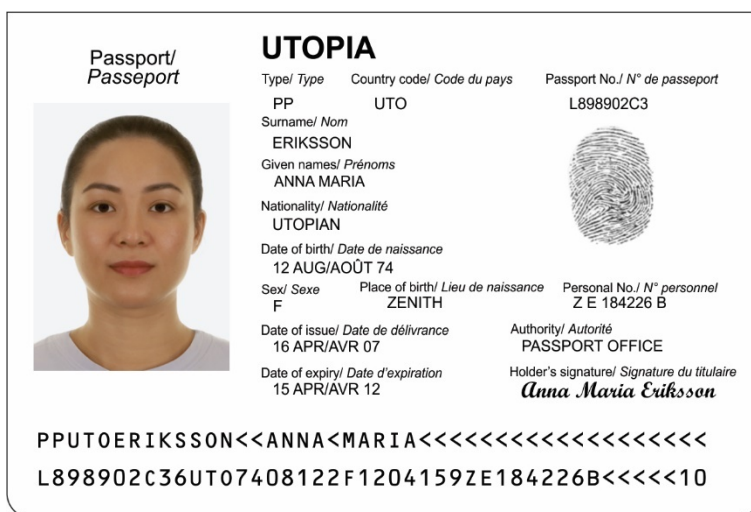 Passport/
Passeport
UTOPIA
Type/ Type Country code/ Code du pays Passport No./ N° de passeport
PP UTO L898902C3
Surname/ Nom
ERIKSSON
Given names/ Prénoms
ANNA MARIA
Nationality/ Nationalité
UTOPIAN
Date of birth/ Date de naissance
12 AUG/AOÛT 74
Sex/ Sexe Place of birth/ Lieu de naissance Personal No./ N° personnel
F ZENITH Z E 184226 B
Date of issue/ Date de délivrance Authority/ Autorité
16 APR/AVR 07 PASSPORT OFFICE
Date of expiry/ Date d'expiration Holder's signature/ Signature du titulaire
15 APR/AVR 12 Anna Maria Eriksson
PPUTOERIKSSON<<ANNA<MARIA<<<<<<<<<<<<<<<<<<<
L898902C36UTO7408122F1204159ZE184226B<<<<<10